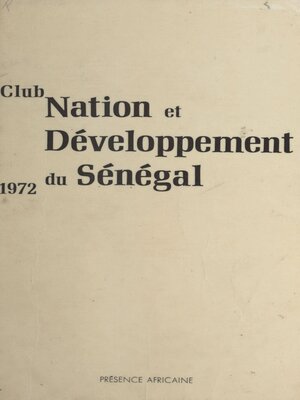 Club
Nation et
Développement
1972 du Sénégal
PRÉSENCE AFRICAINE